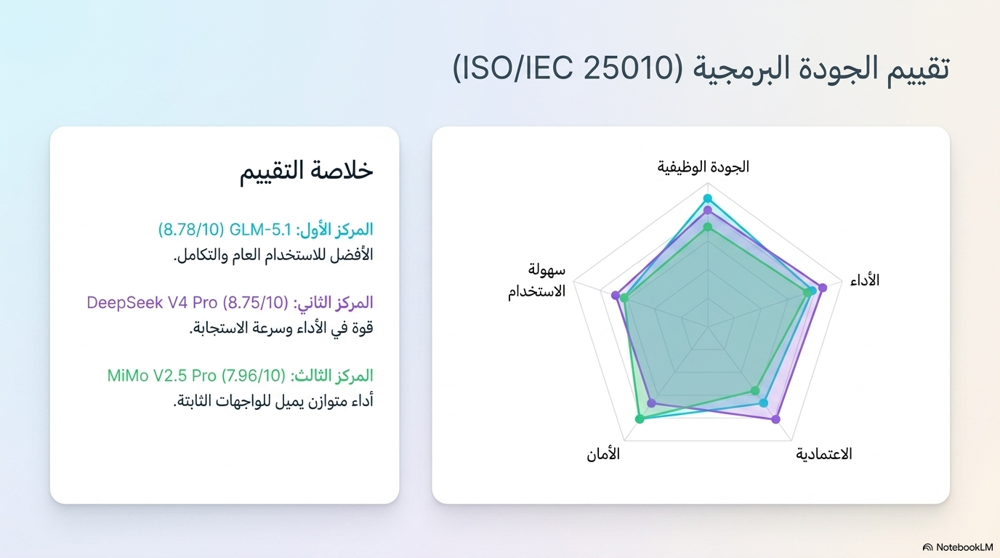 تقييم الجودة البرمجية (ISO/IEC 25010)
الجودة الوظيفية
الأداء
سهولة
الاستخدام
الاعتمادية
الأمان
خلاصة التقييم
المركز الأول: GLM-5.1 (8.78/10)
الأفضل للاستخدام العام والتكامل.
المركز الثاني: DeepSeek V4 Pro (8.75/10)
قوة في الأداء وسرعة الاستجابة.
المركز الثالث: MiMo V2.5 Pro (7.96/10)
أداء متوازن يميل للواجهات الثابتة.
NotebookLM